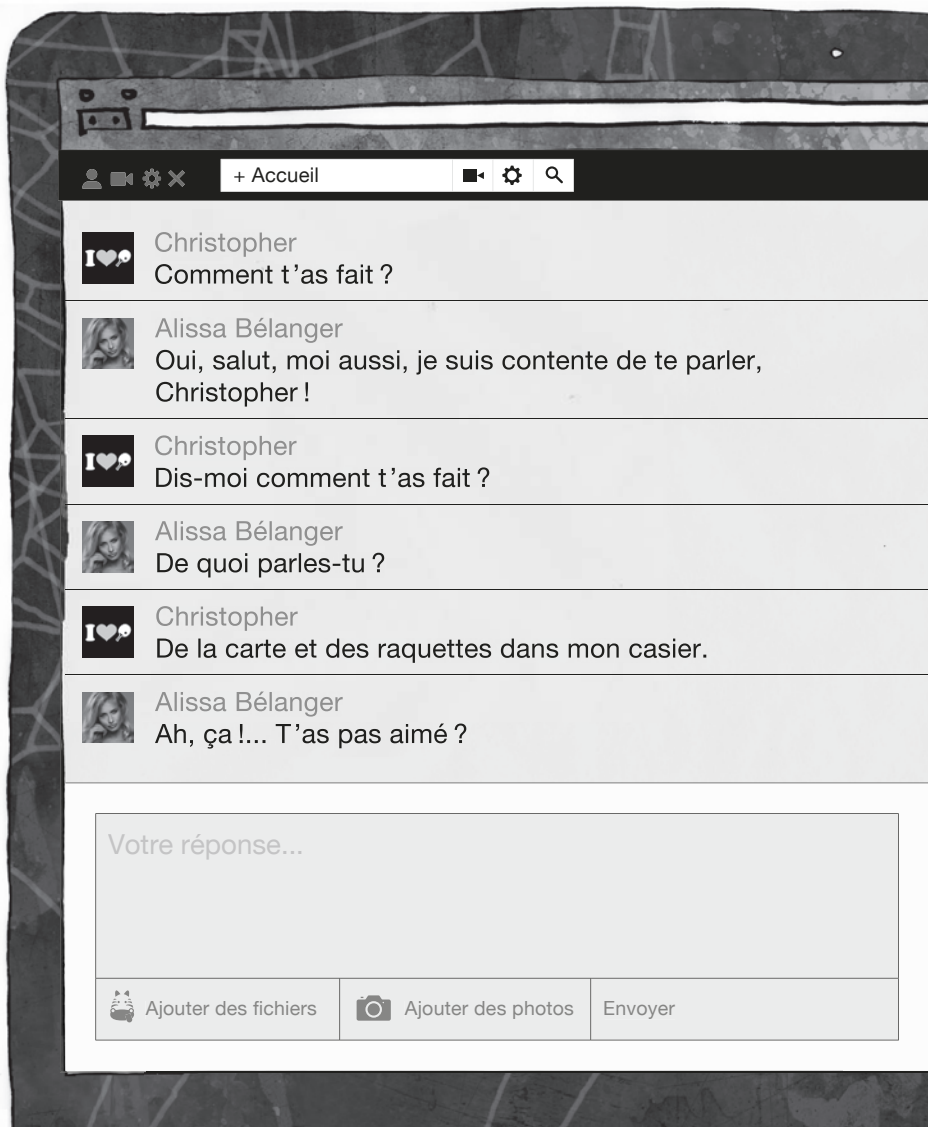 + Accueil
Christopher
Comment t’as fait ?
Alissa Bélanger
Oui, salut, moi aussi, je suis contente de te parler,
Christopher !
Christopher
Dis-moi comment t’as fait ?
Alissa Bélanger
De quoi parles-tu ?
Christopher
De la carte et des raquettes dans mon casier.
Alissa Bélanger
Ah, ça !... T’as pas aimé ?
Votre réponse...
Ajouter des fichiers
Ajouter des photos
Envoyer